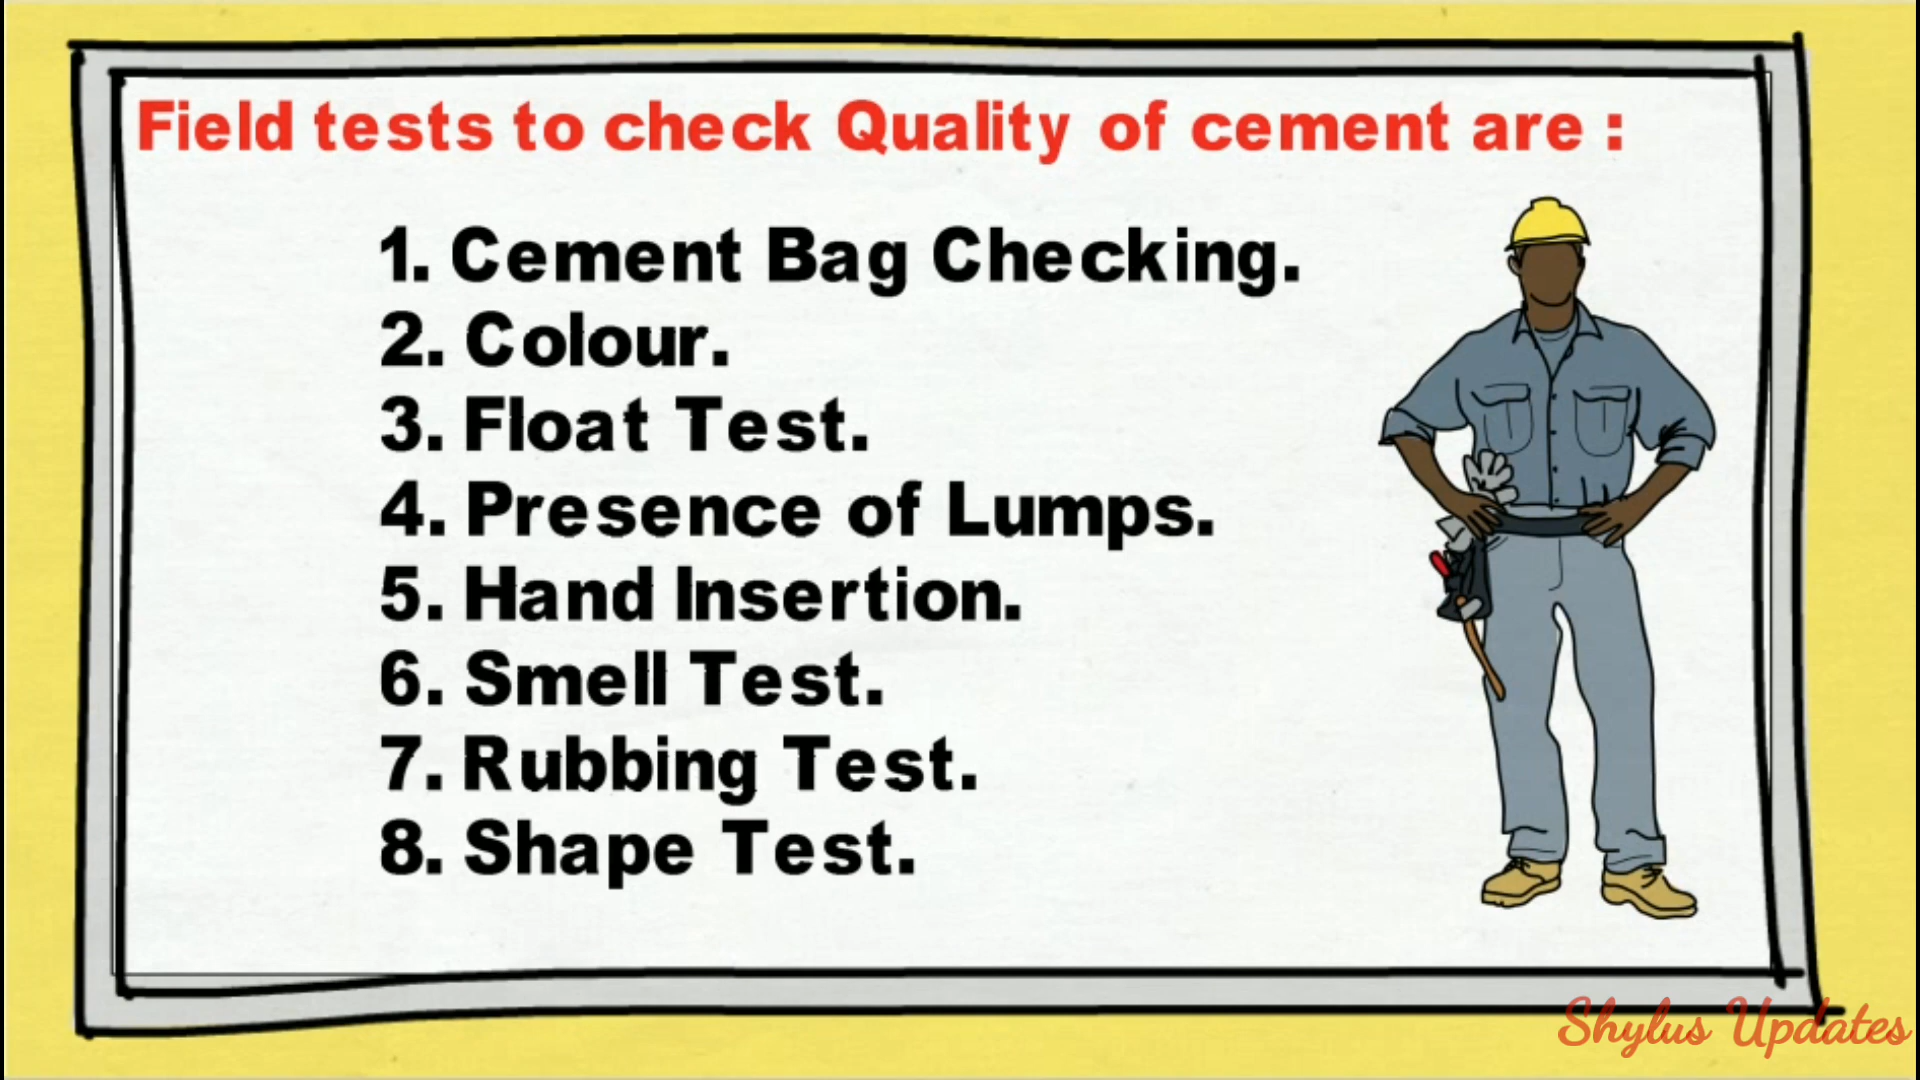 Field tests to check Quality of cement are :
1. Cement Bag Checking.
2. Colour.
3. Float Test.
4. Presence of Lumps.
5. Hand Insertion.
6. Smell Test.
7. Rubbing Test.
8. Shape Test.
Shylus Updates